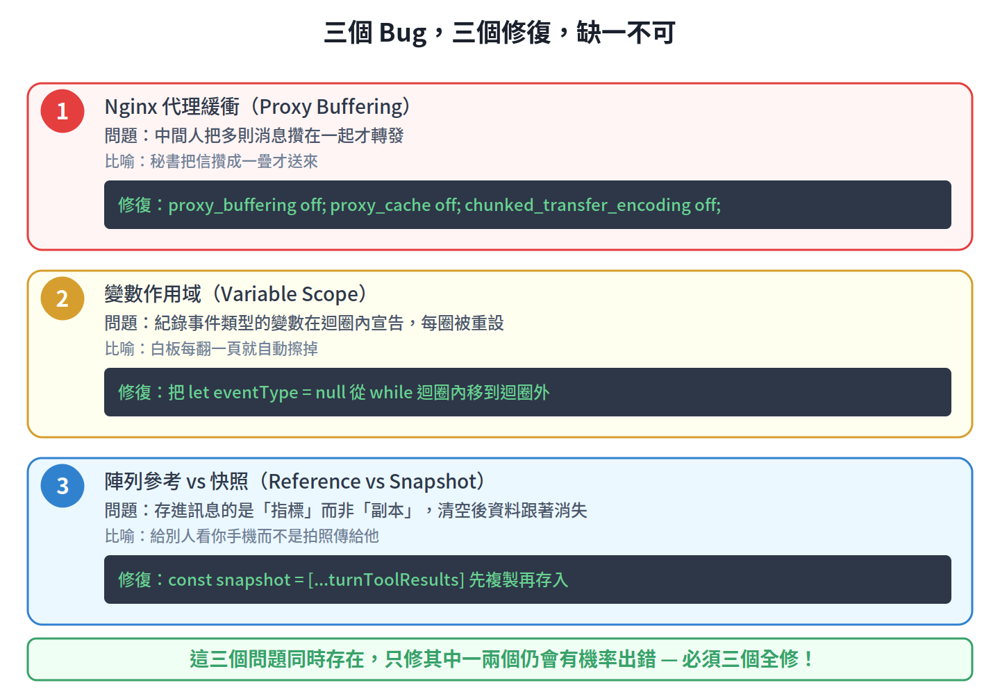 三個 Bug，三個修復，缺一不可
1
Nginx 代理緩衝（Proxy Buffering）
問題：中間人把多則消息攢在一起才轉發
比喻：秘書把信攢成一疊才送來
修復：proxy_buffering off; proxy_cache off; chunked_transfer_encoding off;
2
變數作用域（Variable Scope）
問題：紀錄事件類型的變數在迴圈內宣告，每圈被重設
比喻：白板每翻一頁就自動擦掉
修復：把 let eventType = null 從 while 迴圈內移到迴圈外
3
陣列參考 vs 快照（Reference vs Snapshot）
問題：存進訊息的是「指標」而非「副本」，清空後資料跟著消失
比喻：給別人看你手機而不是拍照傳給他
修復：const snapshot = [...turnToolResults] 先複製再存入
這三個問題同時存在，只修其中一兩個仍會有機率出錯 — 必須三個全修！